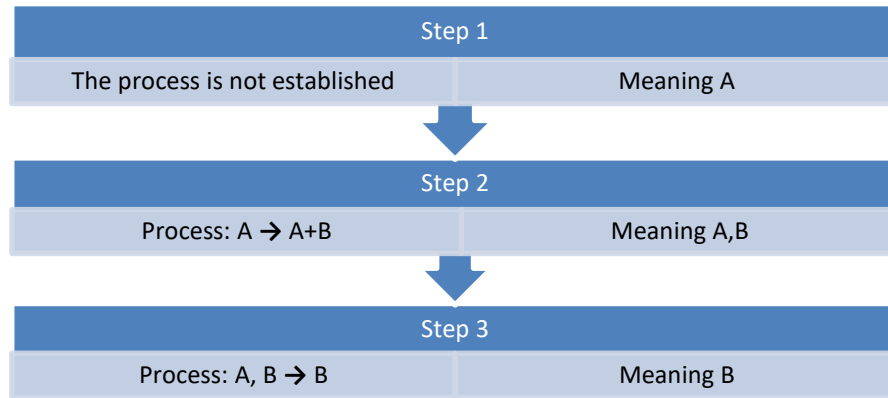 Step 1
The process is not established Meaning A
Step 2
Process: A → A+B Meaning A,B
Step 3
Process: A, B → B Meaning B